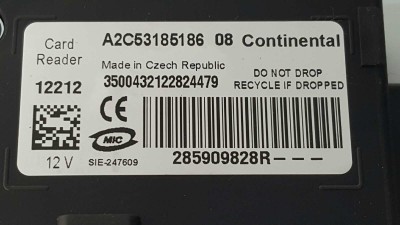 Card Reader
A2C53185186 08 Continental
Made in Czech Republic
12212
3500432122824479
DO NOT DROP
RECYCLE IF DROPPED
CE
MIC
12 V
SIE-247609
285909828R---